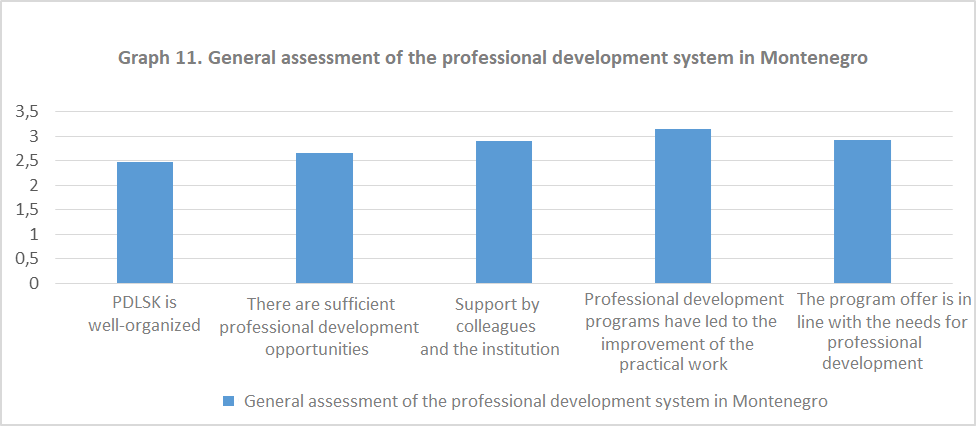 Graph 11. General assessment of the professional development system in Montenegro
3,5
3
2,5
2
1,5
1
0,5
0
PDLSK is
well-organized
There are sufficient
professional development
opportunities
Support by
colleagues
and the institution
Professional development
programs have led to the
improvement of the
practical work
The program offer is in
line with the needs for
professional
development
General assessment of the professional development system in Montenegro